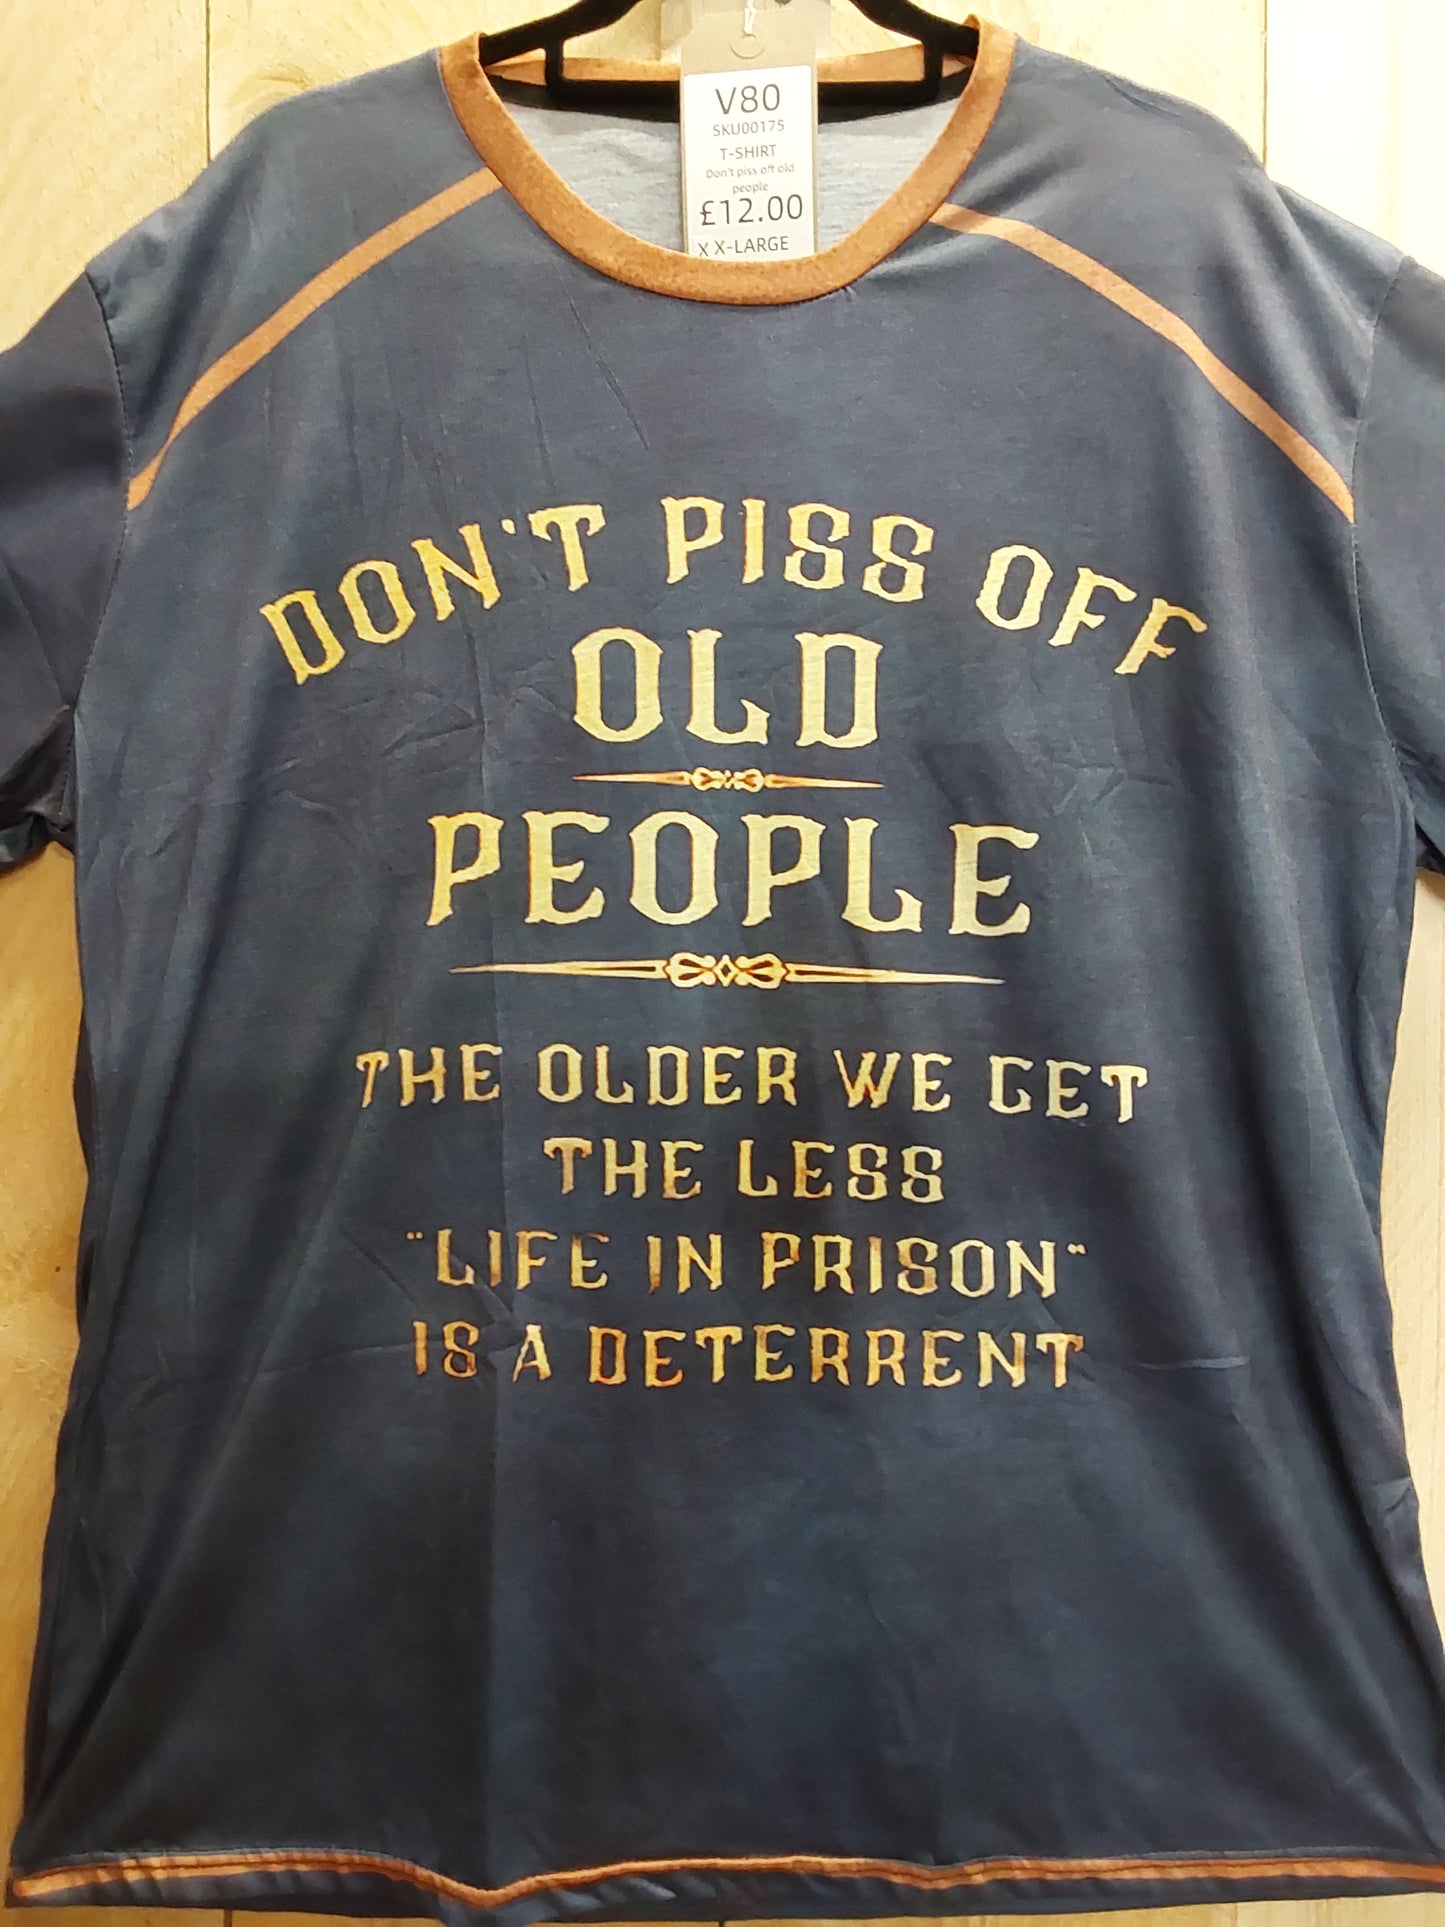 V80
SKU00175
T-SHIRT
Don't piss off old
people
£12.00
X X-LARGE
DON'T PISS OFF
OLD
PEOPLE
THE OLDER WE GET
THE LESS
"LIFE IN PRISON"
IS A DETERRENT